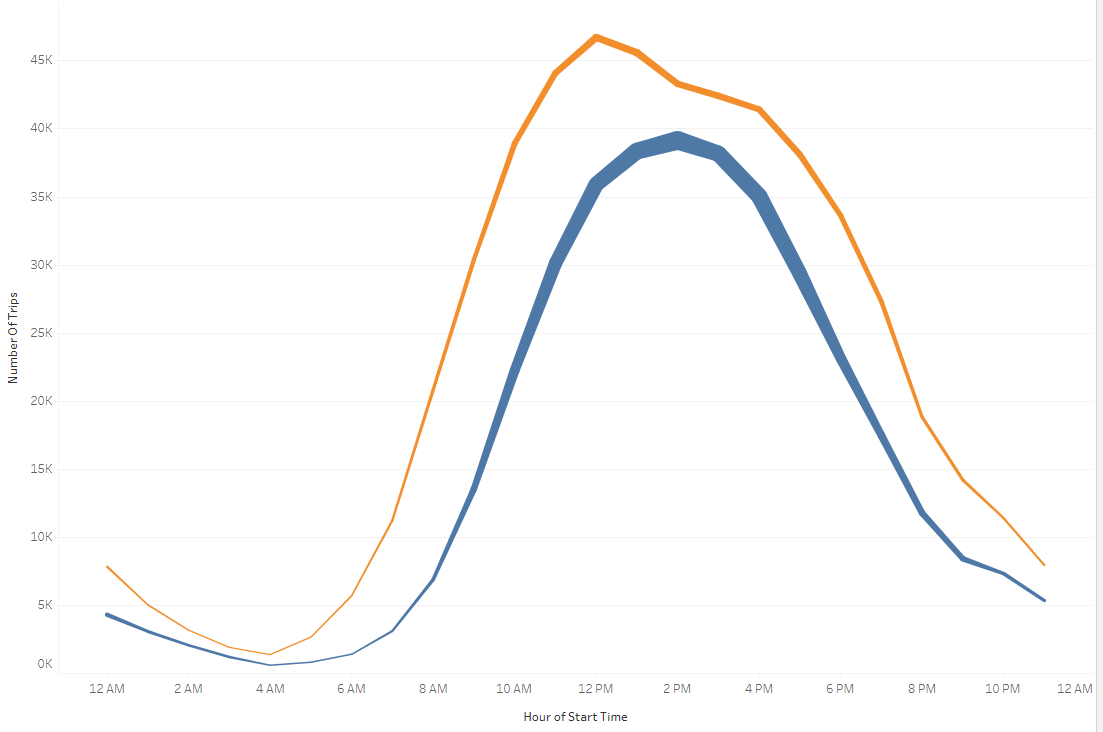 45K
40K
35K
30K
25K
20K
15K
10K
5K
0K
Number Of Trips
12 AM 2 AM 4 AM 6 AM 8 AM 10 AM 12 PM 2 PM 4 PM 6 PM 8 PM 10 PM 12 AM
Hour of Start Time